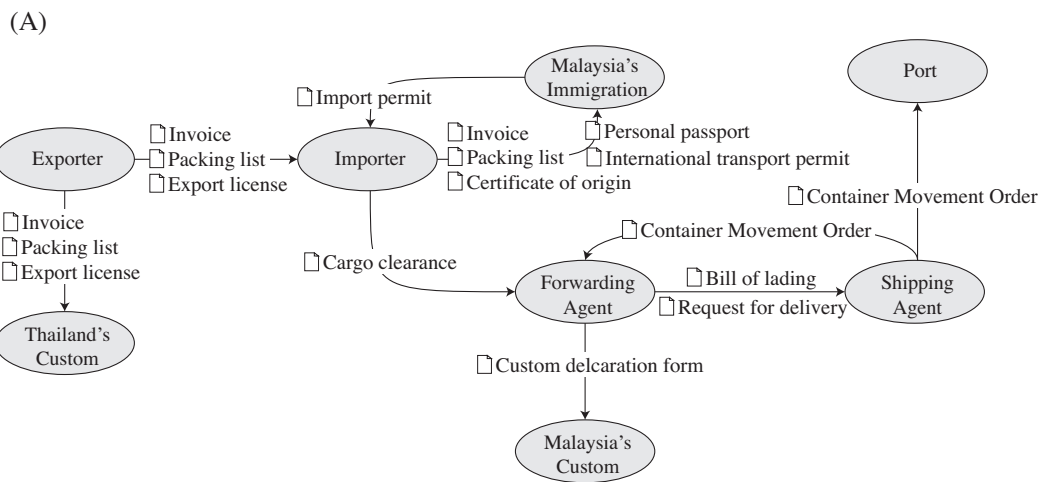 (A)
Malaysia's
Immigration
Port
Import permit
Exporter
Invoice
Packing list
Export license
Importer
Invoice
Packing list
Certificate of origin
Personal passport
International transport permit
Container Movement Order
Invoice
Packing list
Export license
Container Movement Order
Cargo clearance
Forwarding
Agent
Bill of lading
Request for delivery
Shipping
Agent
Thailand's
Custom
Custom delcaration form
Malaysia's
Custom